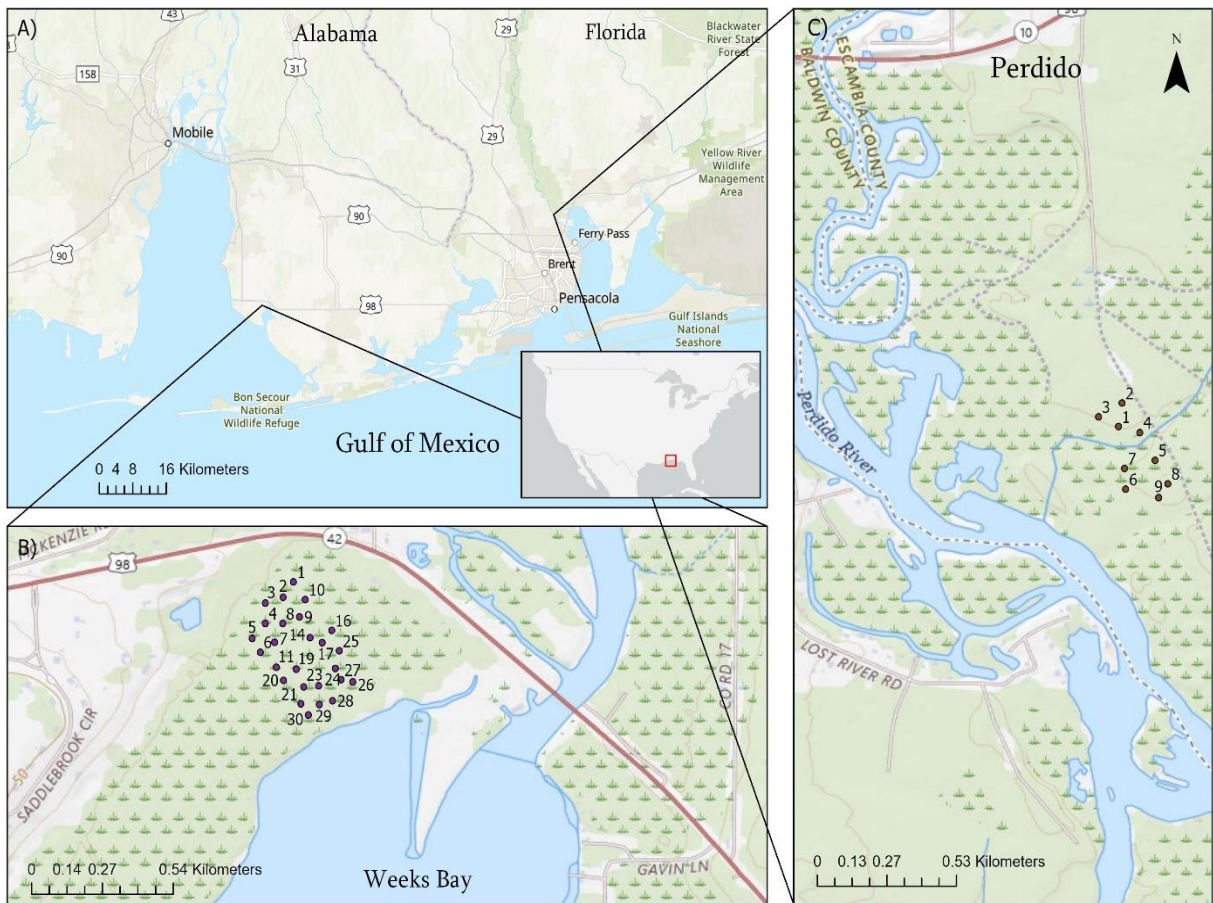 A)
43
Alabama
Florida
29
Blackwater
River State
Forest
158
31
Mobile
29
Yellow River
Wildlife
Management
Area
90
90
Ferry Pass
Brent
98
Pensacola
Gulf Islands
National
Seashore
Bon Secour
National
Wildlife Refuge
Gulf of Mexico
0 4 8 16 Kilometers
B)
98
42
1
2
3
10
4
8
9
5
16
14
6
7
17
25
11
19
27
20
23
24
26
21
28
30
29
CO RD 17
SADDLEBROOK CIR
50
GAVIN LN
0 0.14 0.27 0.54 Kilometers
Weeks Bay
C)
10
90
Perdido
N
ESCAMBIA COUNTY
BALDWIN COUNTY
2
3
1
4
5
7
8
6
9
Perdido River
LOST RIVER RD
0 0.13 0.27 0.53 Kilometers